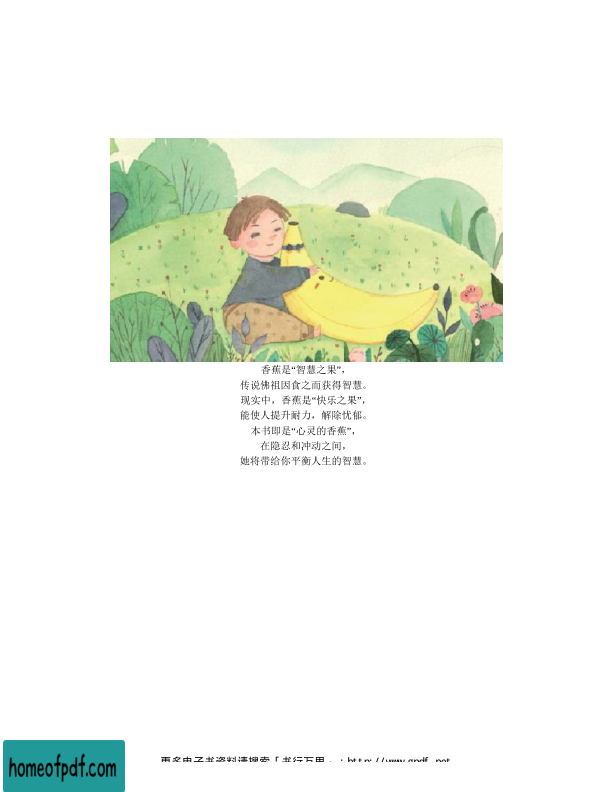 香蕉是“智慧之果”，
传说佛祖因食之而获得智慧。
现实中，香蕉是“快乐之果”，
能使人提升耐力，解除忧郁。
本书即是“心灵的香蕉”，
在隐忍和冲动之间，
她将带给你平衡人生的智慧。
homeofpdf.com
更多电子书资料请搜索「书行万里」：http://www.gpdf.net